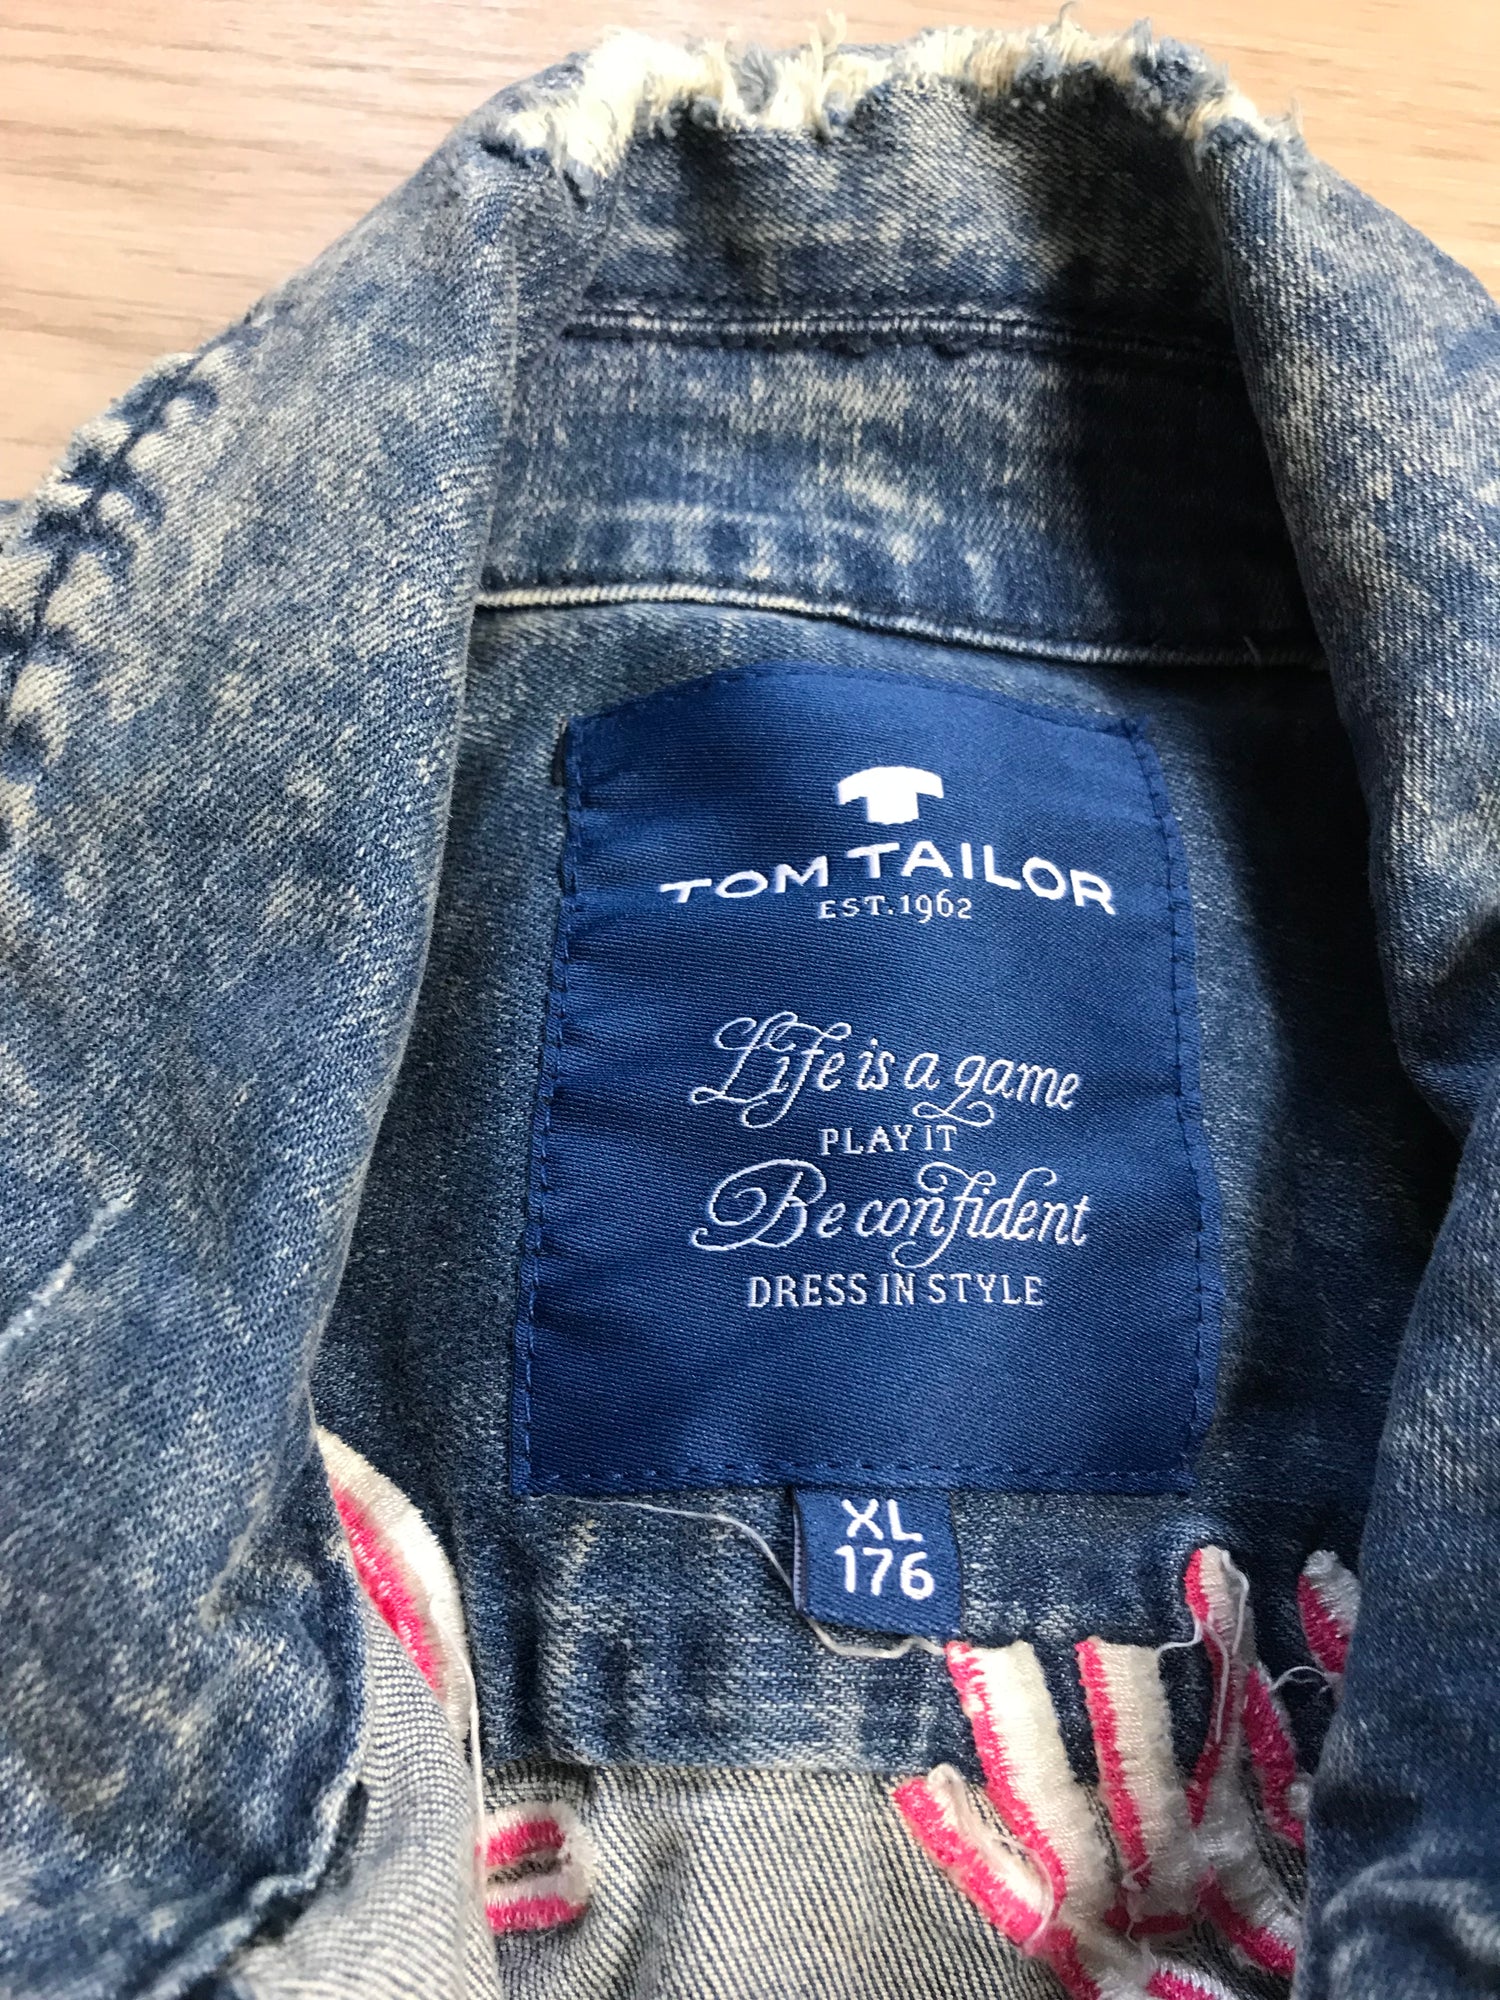 TOM TAILOR
EST.1962
Life is a game
PLAY IT
Be confident
DRESS IN STYLE
XL
176